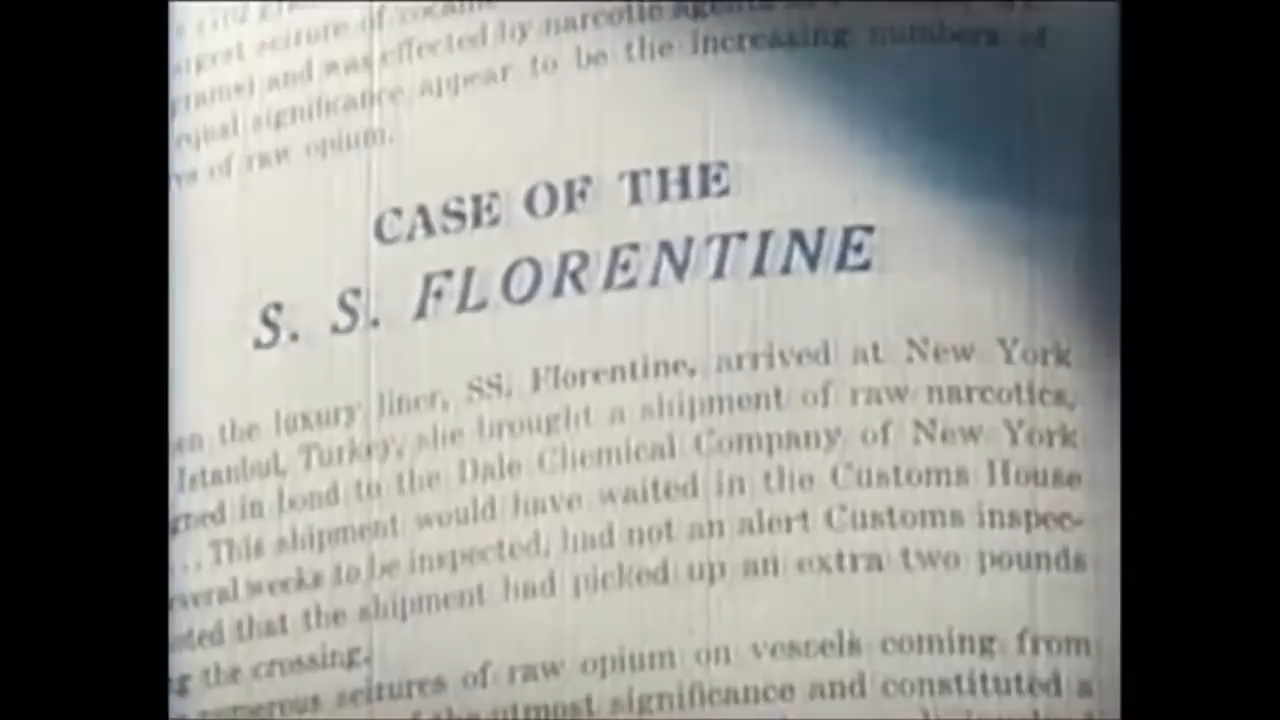 seizure of cocaine
and was effected by narcotic agents
significance appear to be the increasing numbers of
of raw opium.
CASE OF THE
S. S. FLORENTINE
the luxury liner, SS. Florentine, arrived at New York
Istanbul, Turkey, she brought a shipment of raw narcotics,
in bond to the Dale Chemical Company of New York
... This shipment would have waited in the Customs House
weeks to be inspected, had not an alert Customs inspec-
that the shipment had picked up an extra two pounds
the crossing.
seizures of raw opium on vessels coming from
utmost significance and constituted a